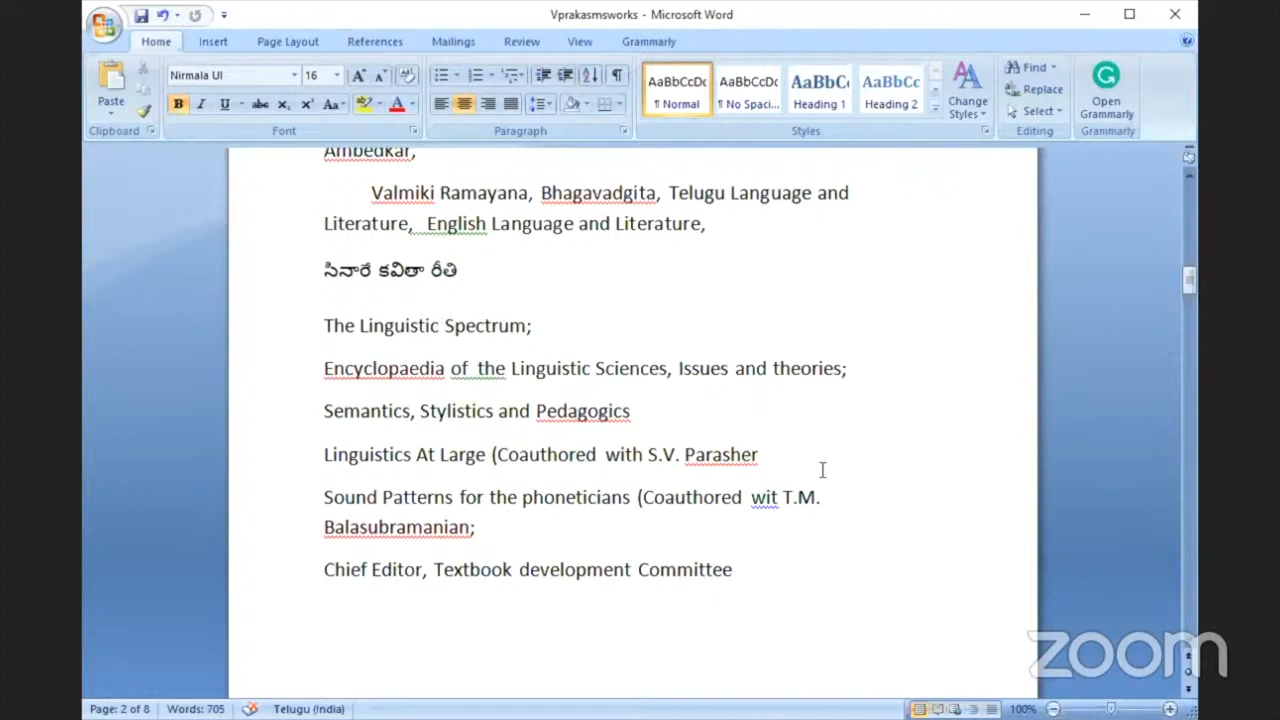 Vprakasmsworks - Microsoft Word
Home Insert Page Layout References Mailings Review View Grammarly
Paste
Clipboard
Nirmala UI 16
B I U abc x₂ x² Aa
Font
Paragraph
AaBbCcDc AaBbCcDc AaBbCc AaBbCc
¶ Normal ¶ No Spaci... Heading 1 Heading 2
Change Styles
Styles
Find
Replace
Select
Editing
Open Grammarly
Grammarly
Ambedkar,
Valmiki Ramayana, Bhagavadgita, Telugu Language and
Literature, English Language and Literature,
సినారే కవితా రీతి
The Linguistic Spectrum;
Encyclopaedia of the Linguistic Sciences, Issues and theories;
Semantics, Stylistics and Pedagogics
Linguistics At Large (Coauthored with S.V. Parasher
Sound Patterns for the phoneticians (Coauthored wit T.M.
Balasubramanian;
Chief Editor, Textbook development Committee
zoom
Page: 2 of 8 Words: 705 Telugu (India) 100%